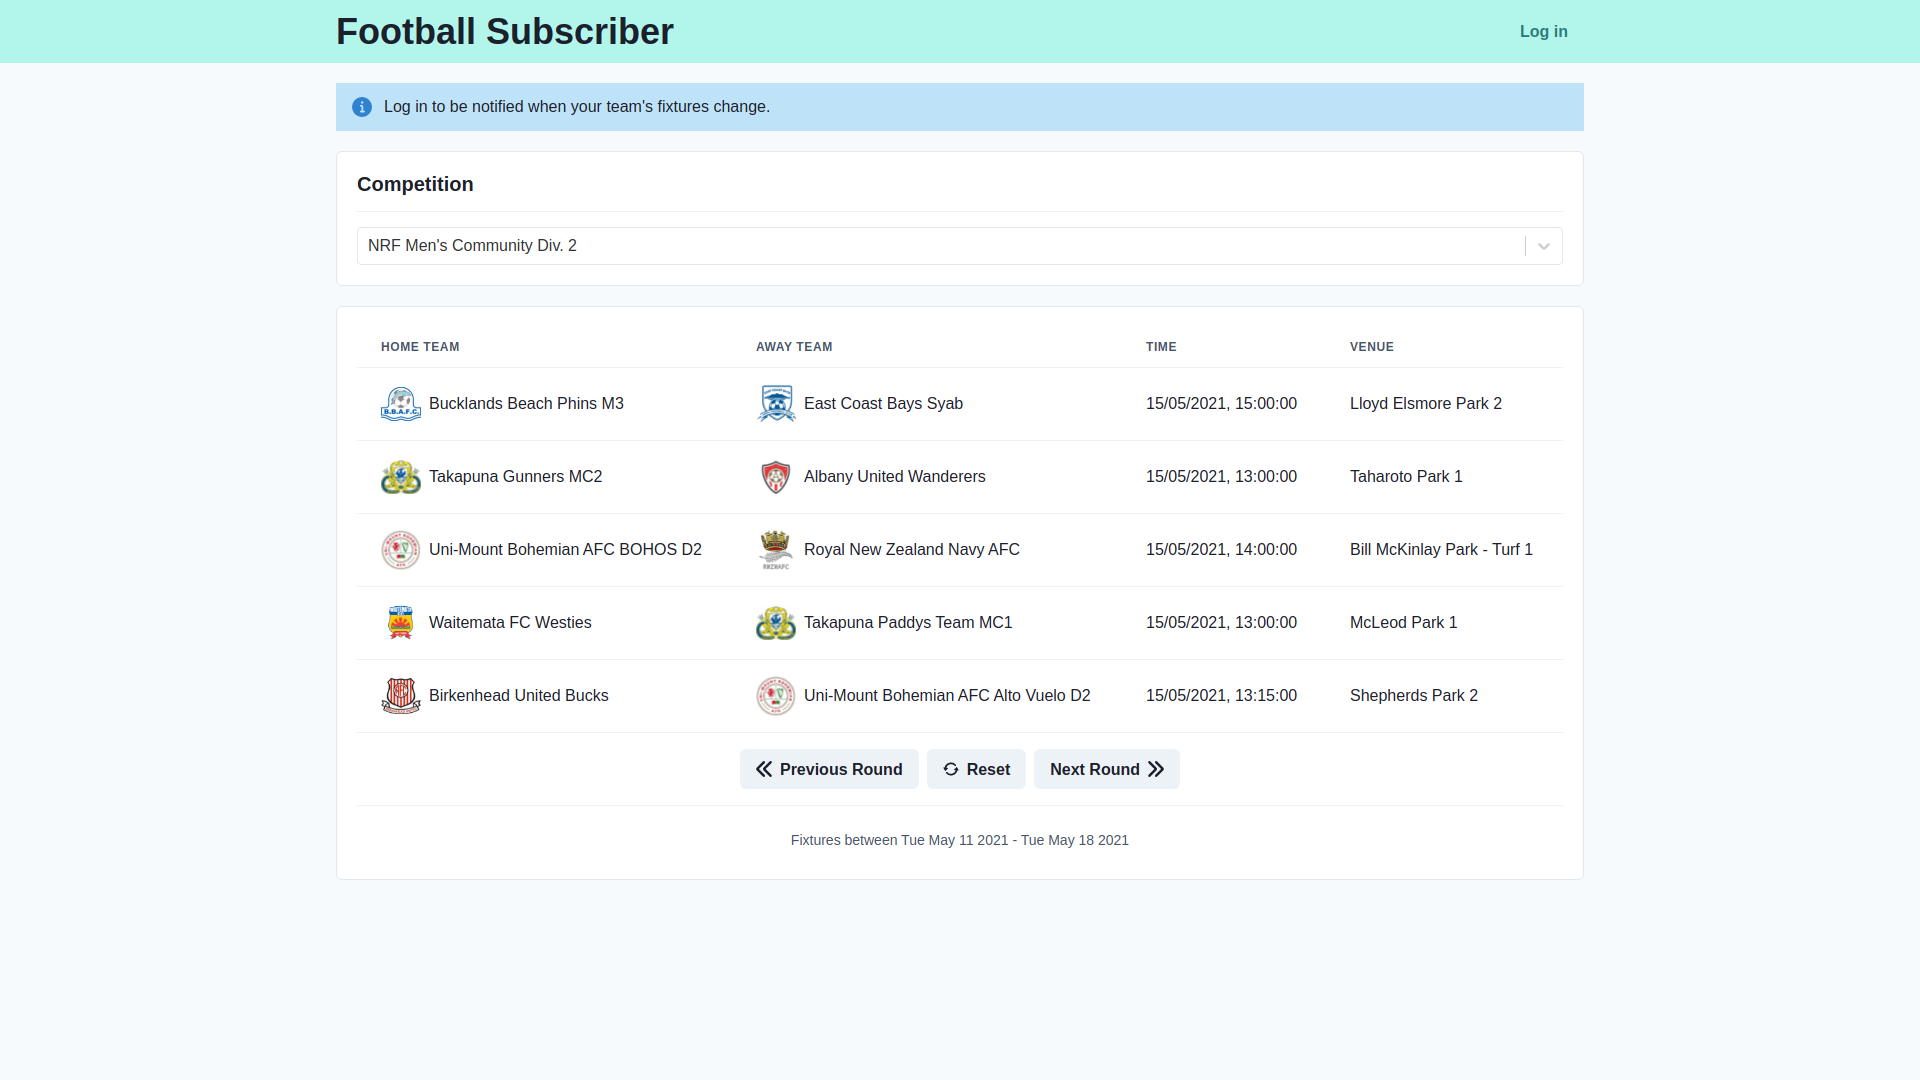 Football Subscriber
Log in
Log in to be notified when your team's fixtures change.
Competition
NRF Men's Community Div. 2
HOME TEAM AWAY TEAM TIME VENUE
B.B.A.F.C. Bucklands Beach Phins M3 East Coast Bays Syab 15/05/2021, 15:00:00 Lloyd Elsmore Park 2
Takapuna Gunners MC2 Albany United Wanderers 15/05/2021, 13:00:00 Taharoto Park 1
Uni-Mount Bohemian AFC BOHOS D2 RNZNAFC Royal New Zealand Navy AFC 15/05/2021, 14:00:00 Bill McKinlay Park - Turf 1
Waitemata FC Westies Takapuna Paddys Team MC1 15/05/2021, 13:00:00 McLeod Park 1
Birkenhead United Bucks Uni-Mount Bohemian AFC Alto Vuelo D2 15/05/2021, 13:15:00 Shepherds Park 2
Previous Round Reset Next Round
Fixtures between Tue May 11 2021 - Tue May 18 2021